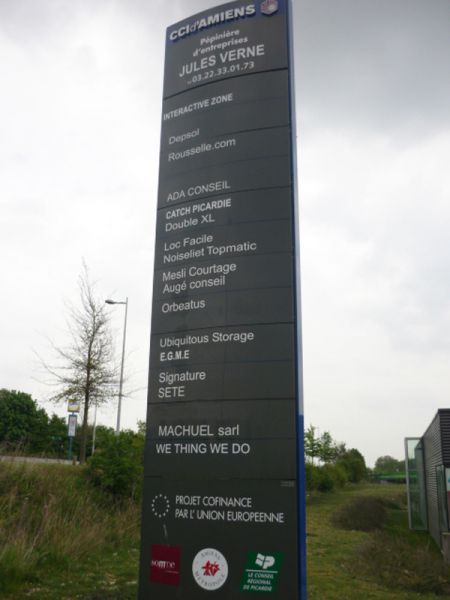 CCI d'AMIENS
Pépinière
d'entreprises
JULES VERNE
Tél 03.22.33.01.73
INTERACTIVE ZONE
Depsol
Rousselle.com
ADA CONSEIL
CATCH PICARDIE
Double XL
Loc Facile
Noiseliet Topmatic
Mesli Courtage
Augé conseil
Orbeatus
Ubiquitous Storage
E.G.M.E
Signature
SETE
MACHUEL sarl
WE THING WE DO
PROJET COFINANCE
PAR L'UNION EUROPEENNE
somme
AMIENS
METROPOLE
LE CONSEIL
REGIONAL
DE PICARDIE